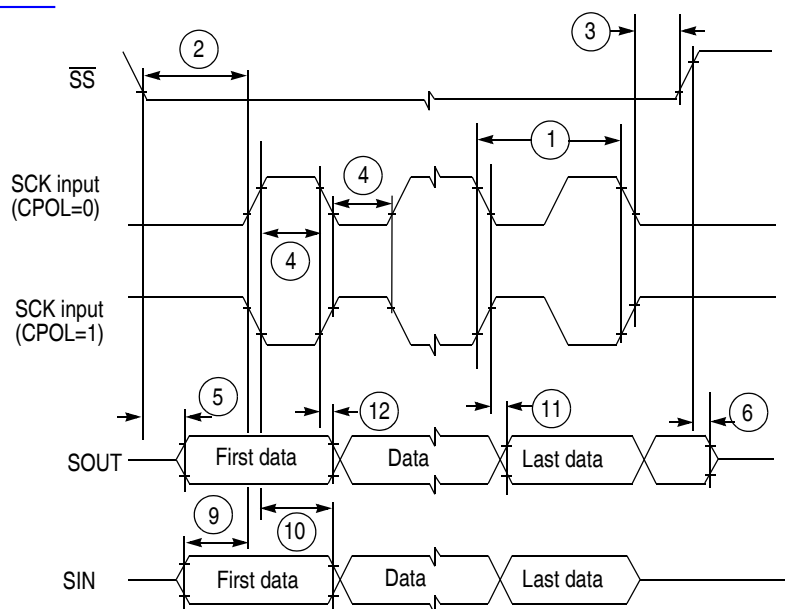 2
3
SS
1
SCK input
(CPOL=0)
4
4
SCK input
(CPOL=1)
5
12
11
6
SOUT
First data
Data
Last data
9
10
SIN
First data
Data
Last data